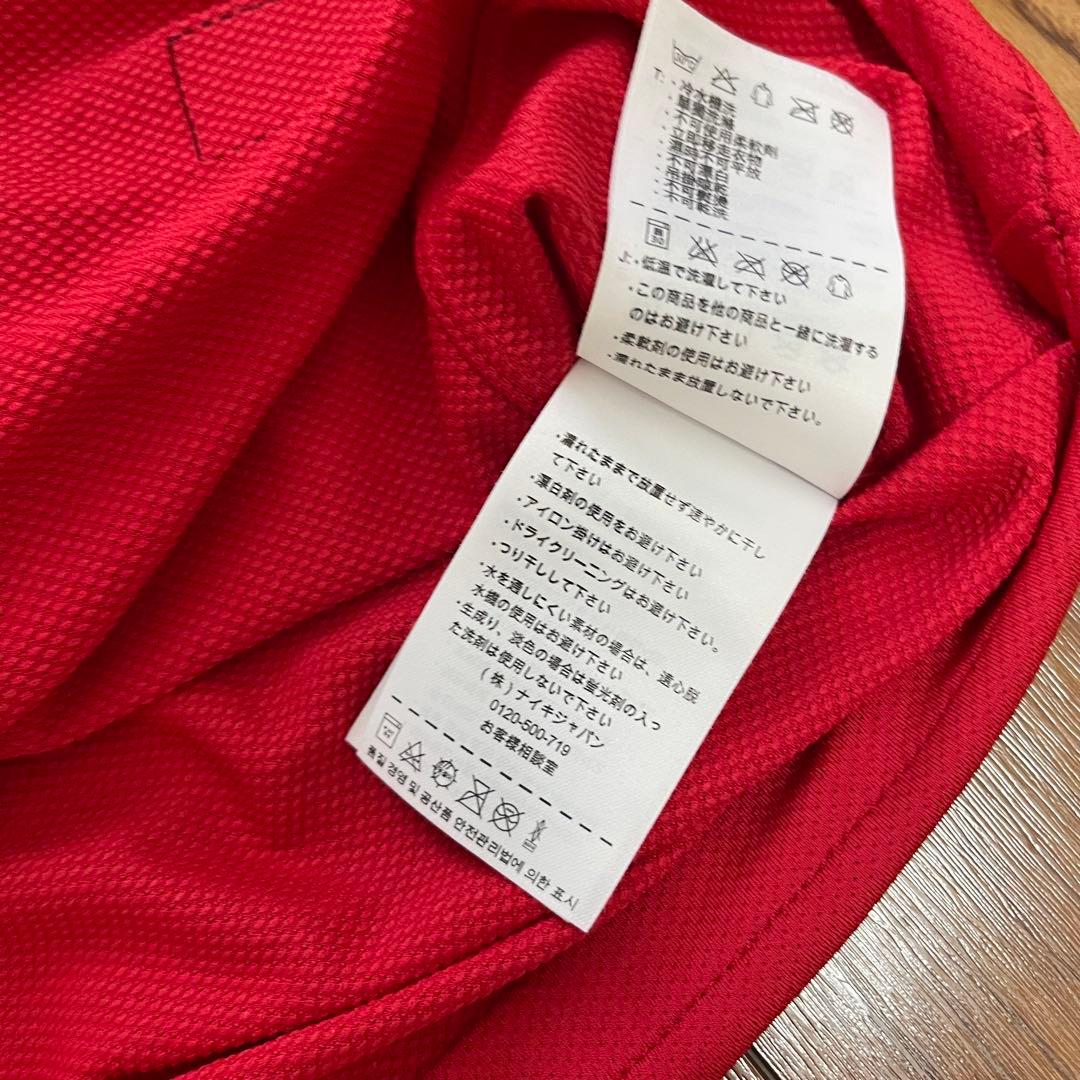 T: ・冷水機洗
・單獨洗滌
・不可使用柔軟劑
・立即移走衣物
・濕時不可平放
・不可漂白
・吊掛晾乾
・不可熨燙
・不可乾洗
30
上・低温で洗濯して下さい
・この商品を他の商品と一緒に洗濯する
のはお避け下さい
・柔軟剤の使用はお避け下さい
・濡れたまま放置しないで下さい。
・濡れたままで放置せず速やかに干し
て下さい
・漂白剤の使用をお避け下さい
・アイロン掛けはお避け下さい
・ドライクリーニングはお避け下さい。
・つり干しして下さい
・水を通しにくい素材の場合は、遠心脱
水機の使用はお避け下さい
・生成り、淡色の場合は蛍光剤の入っ
た洗剤は使用しないで下さい
(株)ナイキジャパン
0120-500-719
お客様相談室
품질 경영 및 공산품 안전관리법에 의한 표시